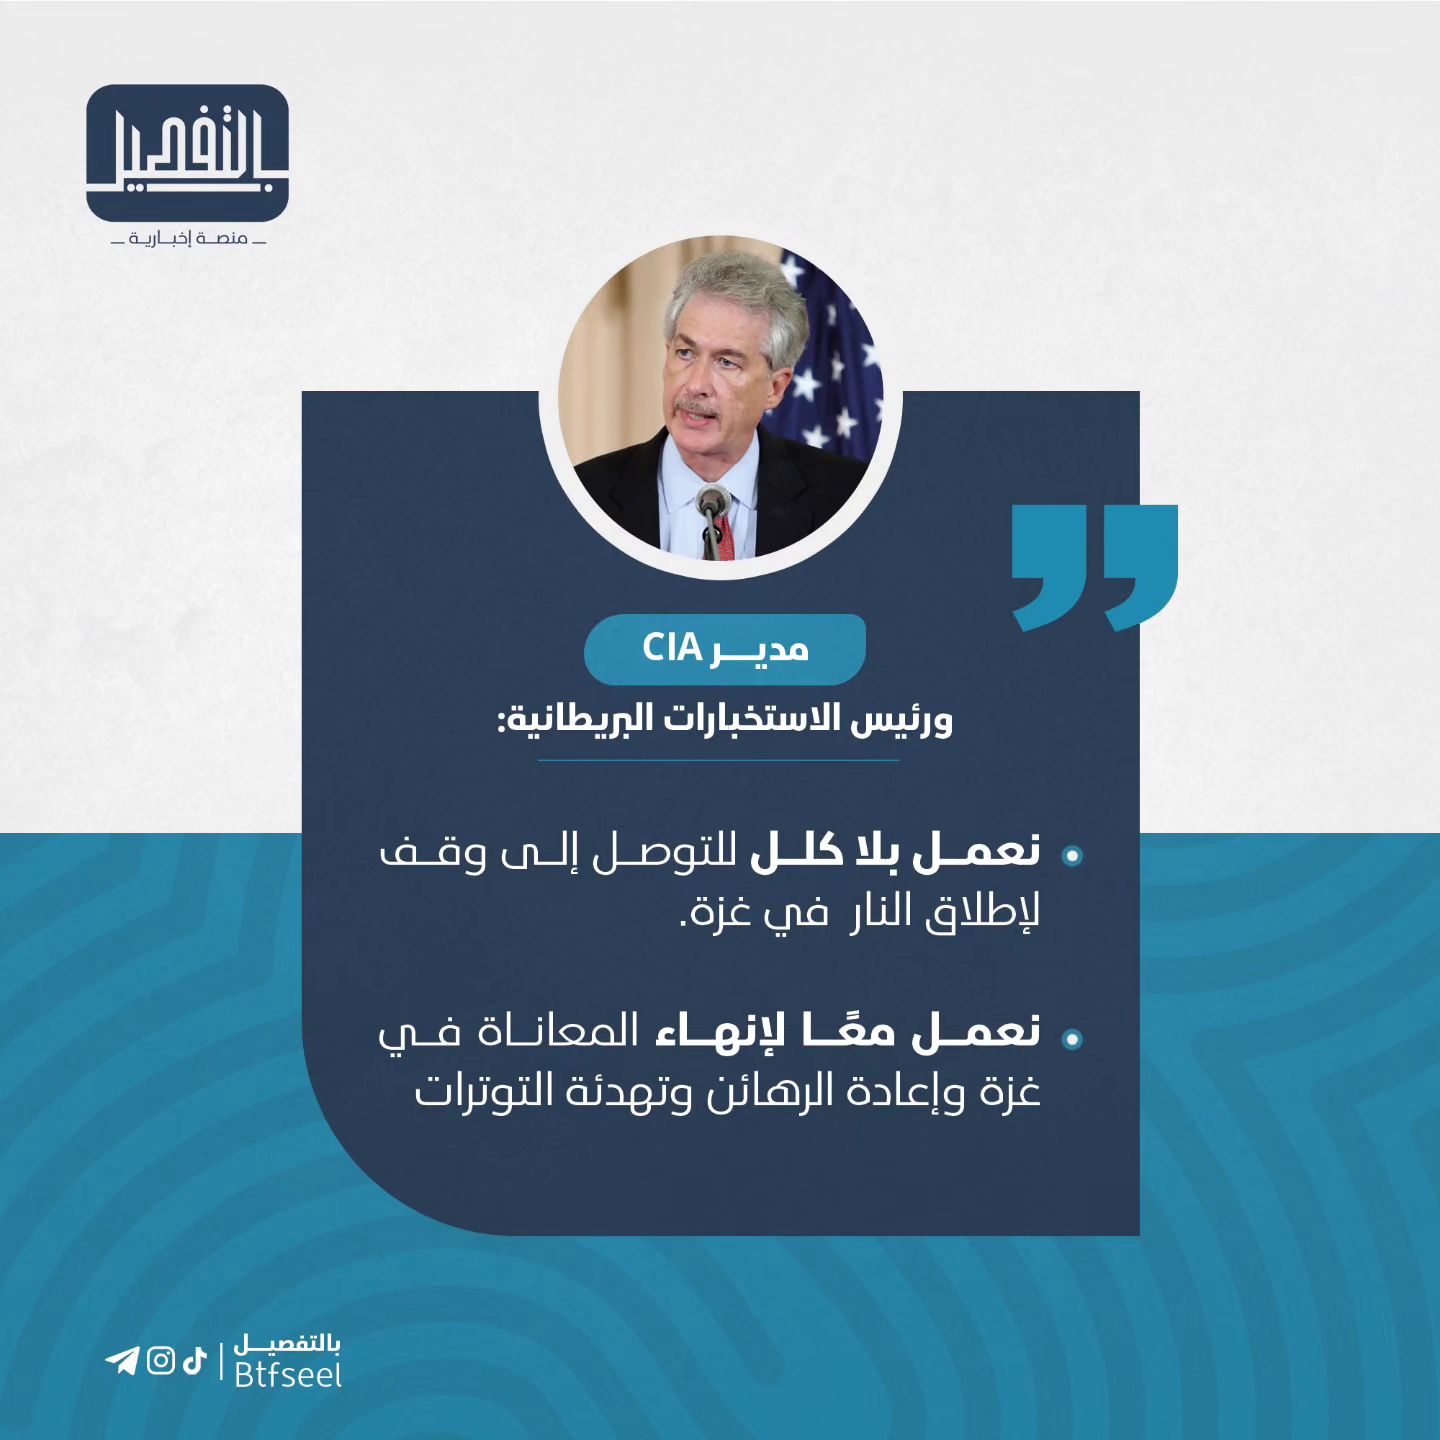 بالتفصيل
منصة إخبارية
مدير CIA
ورئيس الاستخبارات البريطانية:
نعمل بلا كلل للتوصل إلى وقف
لإطلاق النار في غزة.
نعمل معًا لإنهاء المعاناة في
غزة وإعادة الرهائن وتهدئة التوترات
بالتفصيل
Btfseel